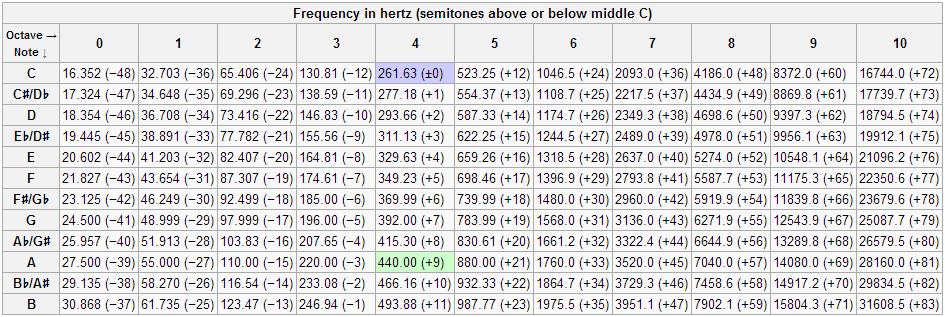 Frequency in hertz (semitones above or below middle C)
Octave → 0 1 2 3 4 5 6 7 8 9 10
Note ↓
C 16.352 (−48) 32.703 (−36) 65.406 (−24) 130.81 (−12) 261.63 (±0) 523.25 (+12) 1046.5 (+24) 2093.0 (+36) 4186.0 (+48) 8372.0 (+60) 16744.0 (+72)
C♯/D♭ 17.324 (−47) 34.648 (−35) 69.296 (−23) 138.59 (−11) 277.18 (+1) 554.37 (+13) 1108.7 (+25) 2217.5 (+37) 4434.9 (+49) 8869.8 (+61) 17739.7 (+73)
D 18.354 (−46) 36.708 (−34) 73.416 (−22) 146.83 (−10) 293.66 (+2) 587.33 (+14) 1174.7 (+26) 2349.3 (+38) 4698.6 (+50) 9397.3 (+62) 18794.5 (+74)
E♭/D♯ 19.445 (−45) 38.891 (−33) 77.782 (−21) 155.56 (−9) 311.13 (+3) 622.25 (+15) 1244.5 (+27) 2489.0 (+39) 4978.0 (+51) 9956.1 (+63) 19912.1 (+75)
E 20.602 (−44) 41.203 (−32) 82.407 (−20) 164.81 (−8) 329.63 (+4) 659.26 (+16) 1318.5 (+28) 2637.0 (+40) 5274.0 (+52) 10548.1 (+64) 21096.2 (+76)
F 21.827 (−43) 43.654 (−31) 87.307 (−19) 174.61 (−7) 349.23 (+5) 698.46 (+17) 1396.9 (+29) 2793.8 (+41) 5587.7 (+53) 11175.3 (+65) 22350.6 (+77)
F♯/G♭ 23.125 (−42) 46.249 (−30) 92.499 (−18) 185.00 (−6) 369.99 (+6) 739.99 (+18) 1480.0 (+30) 2960.0 (+42) 5919.9 (+54) 11839.8 (+66) 23679.6 (+78)
G 24.500 (−41) 48.999 (−29) 97.999 (−17) 196.00 (−5) 392.00 (+7) 783.99 (+19) 1568.0 (+31) 3136.0 (+43) 6271.9 (+55) 12543.9 (+67) 25087.7 (+79)
A♭/G♯ 25.957 (−40) 51.913 (−28) 103.83 (−16) 207.65 (−4) 415.30 (+8) 830.61 (+20) 1661.2 (+32) 3322.4 (+44) 6644.9 (+56) 13289.8 (+68) 26579.5 (+80)
A 27.500 (−39) 55.000 (−27) 110.00 (−15) 220.00 (−3) 440.00 (+9) 880.00 (+21) 1760.0 (+33) 3520.0 (+45) 7040.0 (+57) 14080.0 (+69) 28160.0 (+81)
B♭/A♯ 29.135 (−38) 58.270 (−26) 116.54 (−14) 233.08 (−2) 466.16 (+10) 932.33 (+22) 1864.7 (+34) 3729.3 (+46) 7458.6 (+58) 14917.2 (+70) 29834.5 (+82)
B 30.868 (−37) 61.735 (−25) 123.47 (−13) 246.94 (−1) 493.88 (+11) 987.77 (+23) 1975.5 (+35) 3951.1 (+47) 7902.1 (+59) 15804.3 (+71) 31608.5 (+83)